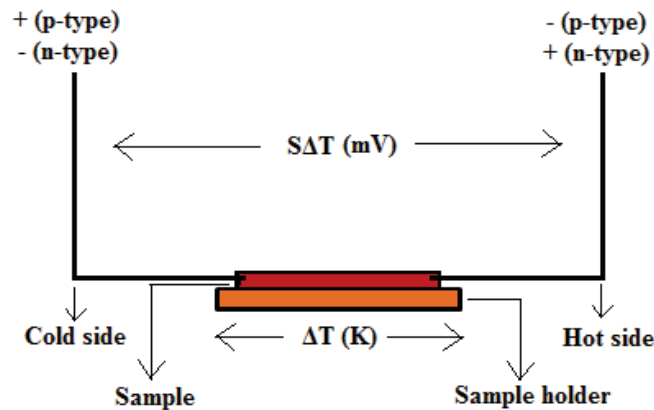 + (p-type)
- (n-type)
- (p-type)
+ (n-type)
SΔT (mV)
Cold side
ΔT (K)
Hot side
Sample
Sample holder